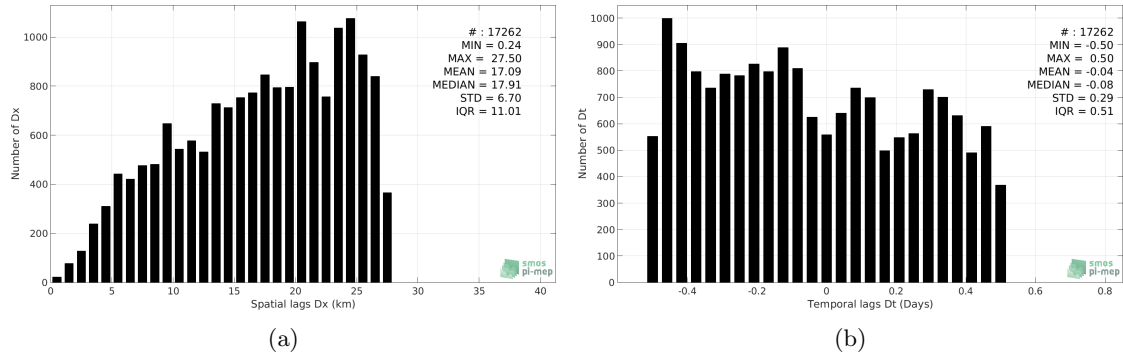 # : 17262
MIN = 0.24
MAX = 27.50
MEAN = 17.09
MEDIAN = 17.91
STD = 6.70
IQR = 11.01
Number of Dx
1000
800
600
400
200
0
0 5 10 15 20 25 30 35 40
Spatial lags Dx (km)
smos
pi-mep
(a)
# : 17262
MIN = -0.50
MAX = 0.50
MEAN = -0.04
MEDIAN = -0.08
STD = 0.29
IQR = 0.51
Number of Dt
1000
900
800
700
600
500
400
300
200
100
0
-0.4 -0.2 0 0.2 0.4 0.6 0.8
Temporal lags Dt (Days)
smos
pi-mep
(b)